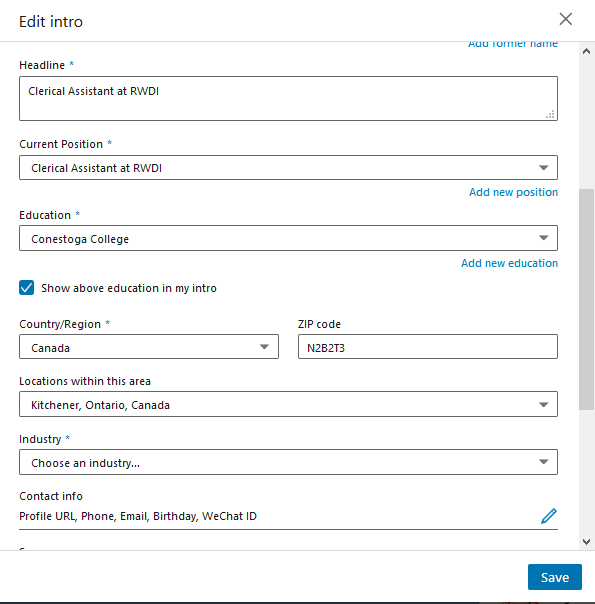 Edit intro
Add former name
Headline *
Clerical Assistant at RWDI
Current Position *
Clerical Assistant at RWDI
Add new position
Education *
Conestoga College
Add new education
Show above education in my intro
Country/Region * ZIP code
Canada N2B2T3
Locations within this area
Kitchener, Ontario, Canada
Industry *
Choose an industry...
Contact info
Profile URL, Phone, Email, Birthday, WeChat ID
Save